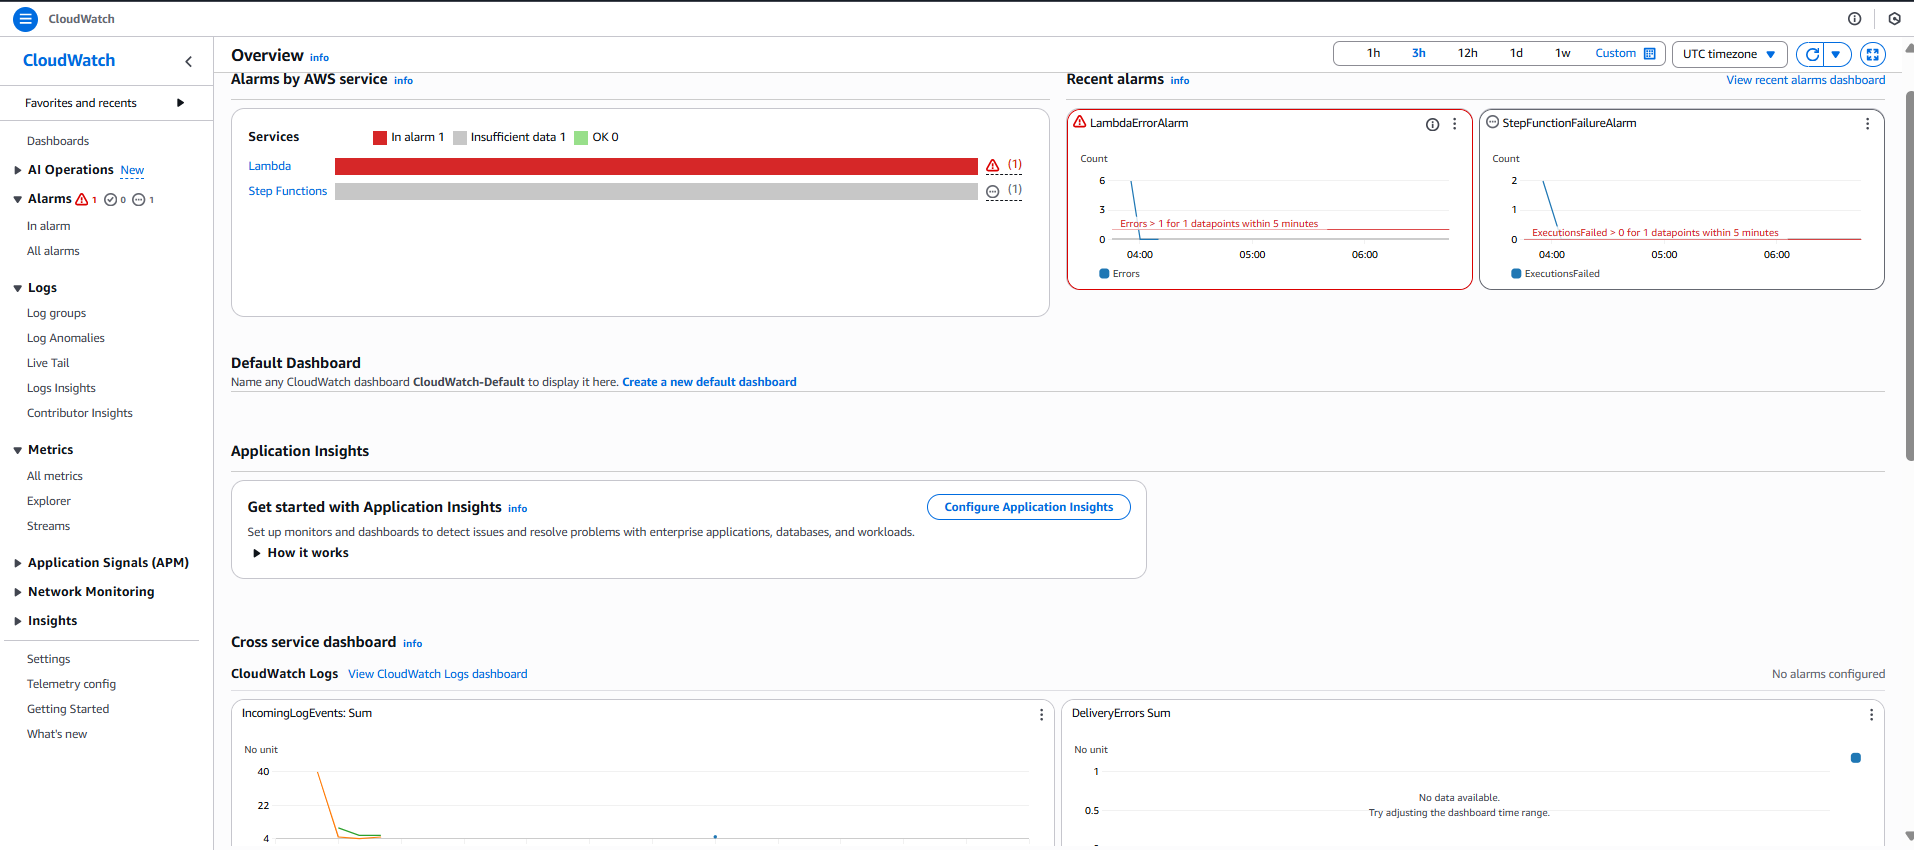 CloudWatch
CloudWatch
Favorites and recents
Dashboards
AI Operations New
Alarms 1 0 1
In alarm
All alarms
Logs
Log groups
Log Anomalies
Live Tail
Logs Insights
Contributor Insights
Metrics
All metrics
Explorer
Streams
Application Signals (APM)
Network Monitoring
Insights
Settings
Telemetry config
Getting Started
What's new
Overview info
1h 3h 12h 1d 1w Custom UTC timezone
Alarms by AWS service info
Services In alarm 1 Insufficient data 1 OK 0
Lambda (1)
Step Functions (1)
Recent alarms info View recent alarms dashboard
LambdaErrorAlarm
Count
6
3
Errors > 1 for 1 datapoints within 5 minutes
0
04:00 05:00 06:00
Errors
StepFunctionFailureAlarm
Count
2
1
ExecutionsFailed > 0 for 1 datapoints within 5 minutes
0
04:00 05:00 06:00
ExecutionsFailed
Default Dashboard
Name any CloudWatch dashboard CloudWatch-Default to display it here. Create a new default dashboard
Application Insights
Get started with Application Insights info
Configure Application Insights
Set up monitors and dashboards to detect issues and resolve problems with enterprise applications, databases, and workloads.
How it works
Cross service dashboard info
CloudWatch Logs View CloudWatch Logs dashboard No alarms configured
IncomingLogEvents: Sum
No unit
40
22
4
DeliveryErrors Sum
No unit
1
No data available.
0.5
Try adjusting the dashboard time range.